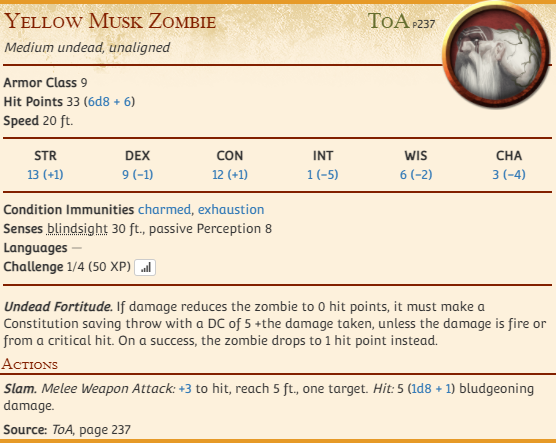 Yellow Musk Zombie ToA p237
Medium undead, unaligned
Armor Class 9
Hit Points 33 (6d8 + 6)
Speed 20 ft.
STR DEX CON INT WIS CHA
13 (+1) 9 (−1) 12 (+1) 1 (−5) 6 (−2) 3 (−4)
Condition Immunities charmed, exhaustion
Senses blindsight 30 ft., passive Perception 8
Languages —
Challenge 1/4 (50 XP)
Undead Fortitude. If damage reduces the zombie to 0 hit points, it must make a
Constitution saving throw with a DC of 5 +the damage taken, unless the damage is fire or
from a critical hit. On a success, the zombie drops to 1 hit point instead.
Actions
Slam. Melee Weapon Attack: +3 to hit, reach 5 ft., one target. Hit: 5 (1d8 + 1) bludgeoning
damage.
Source: ToA, page 237